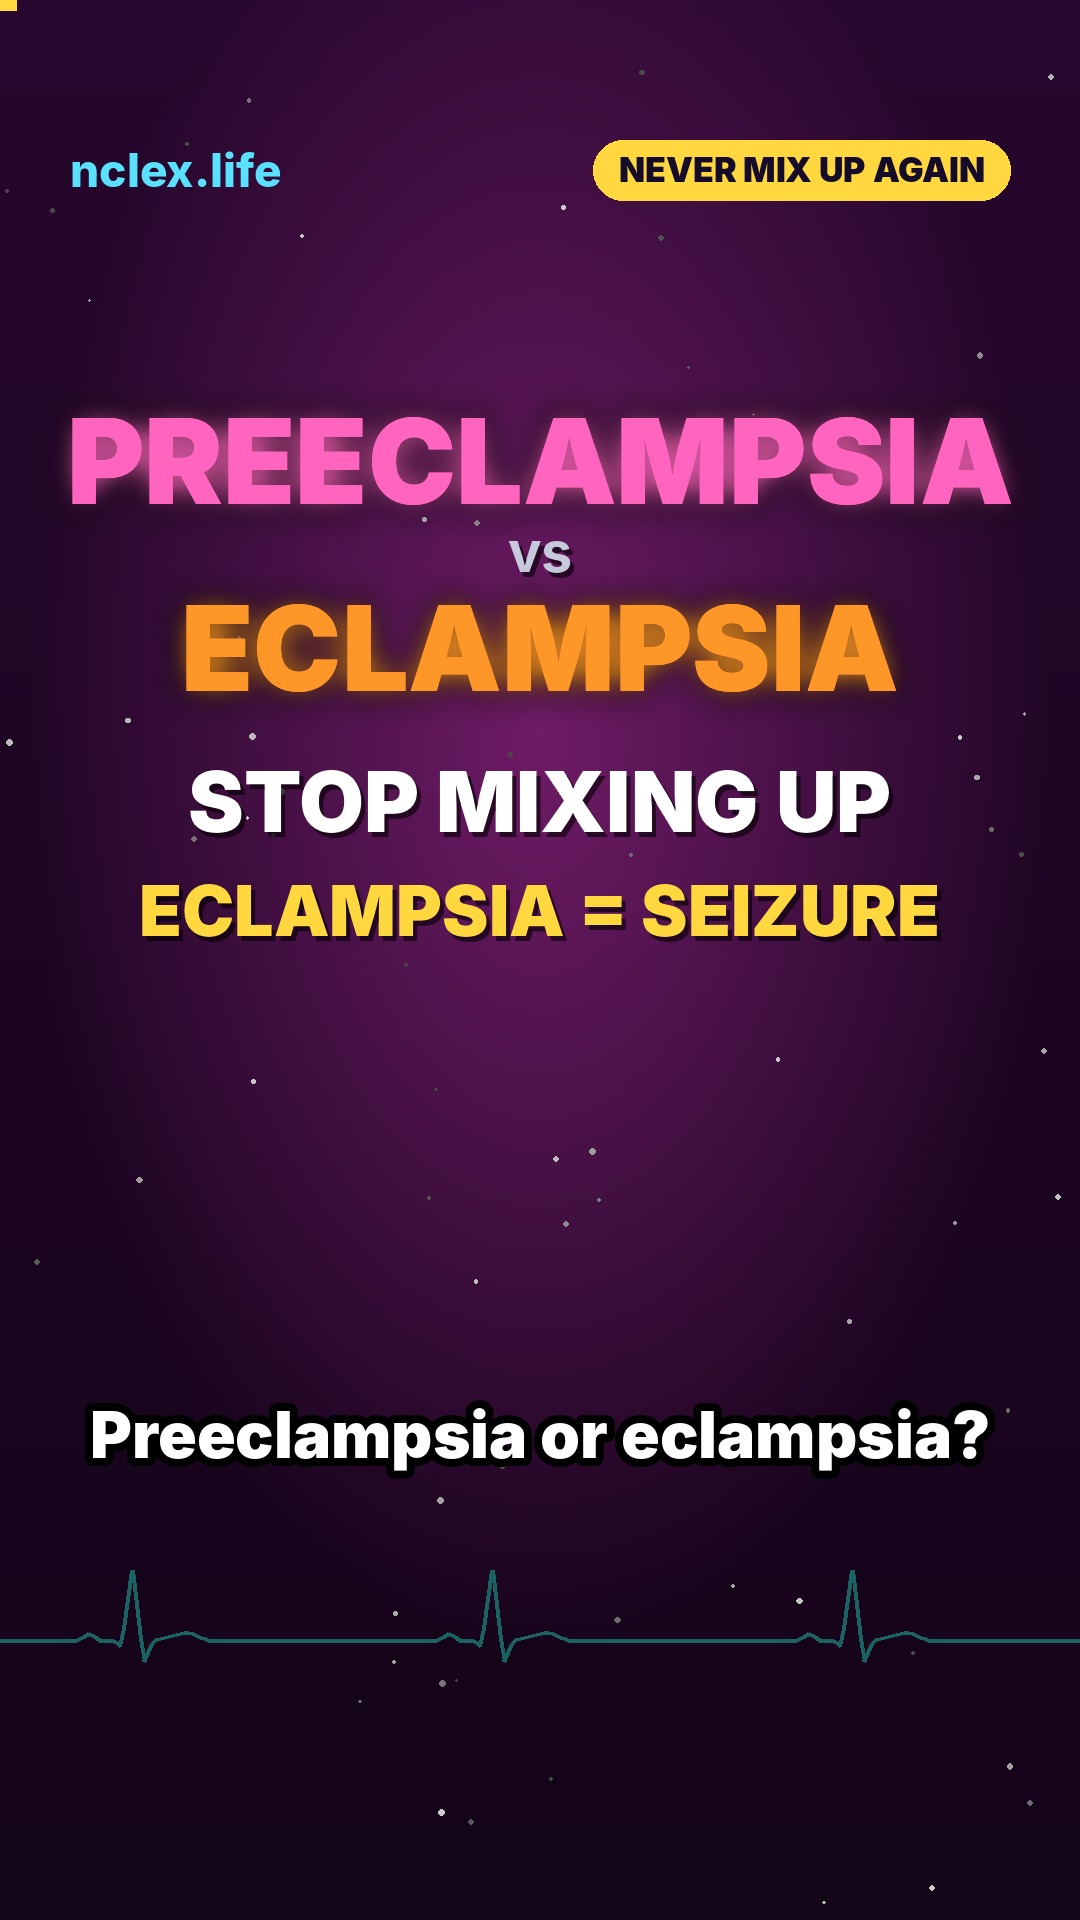 nclex.life
NEVER MIX UP AGAIN
PREECLAMPSIA
vs
ECLAMPSIA
STOP MIXING UP
ECLAMPSIA = SEIZURE
Preeclampsia or eclampsia?